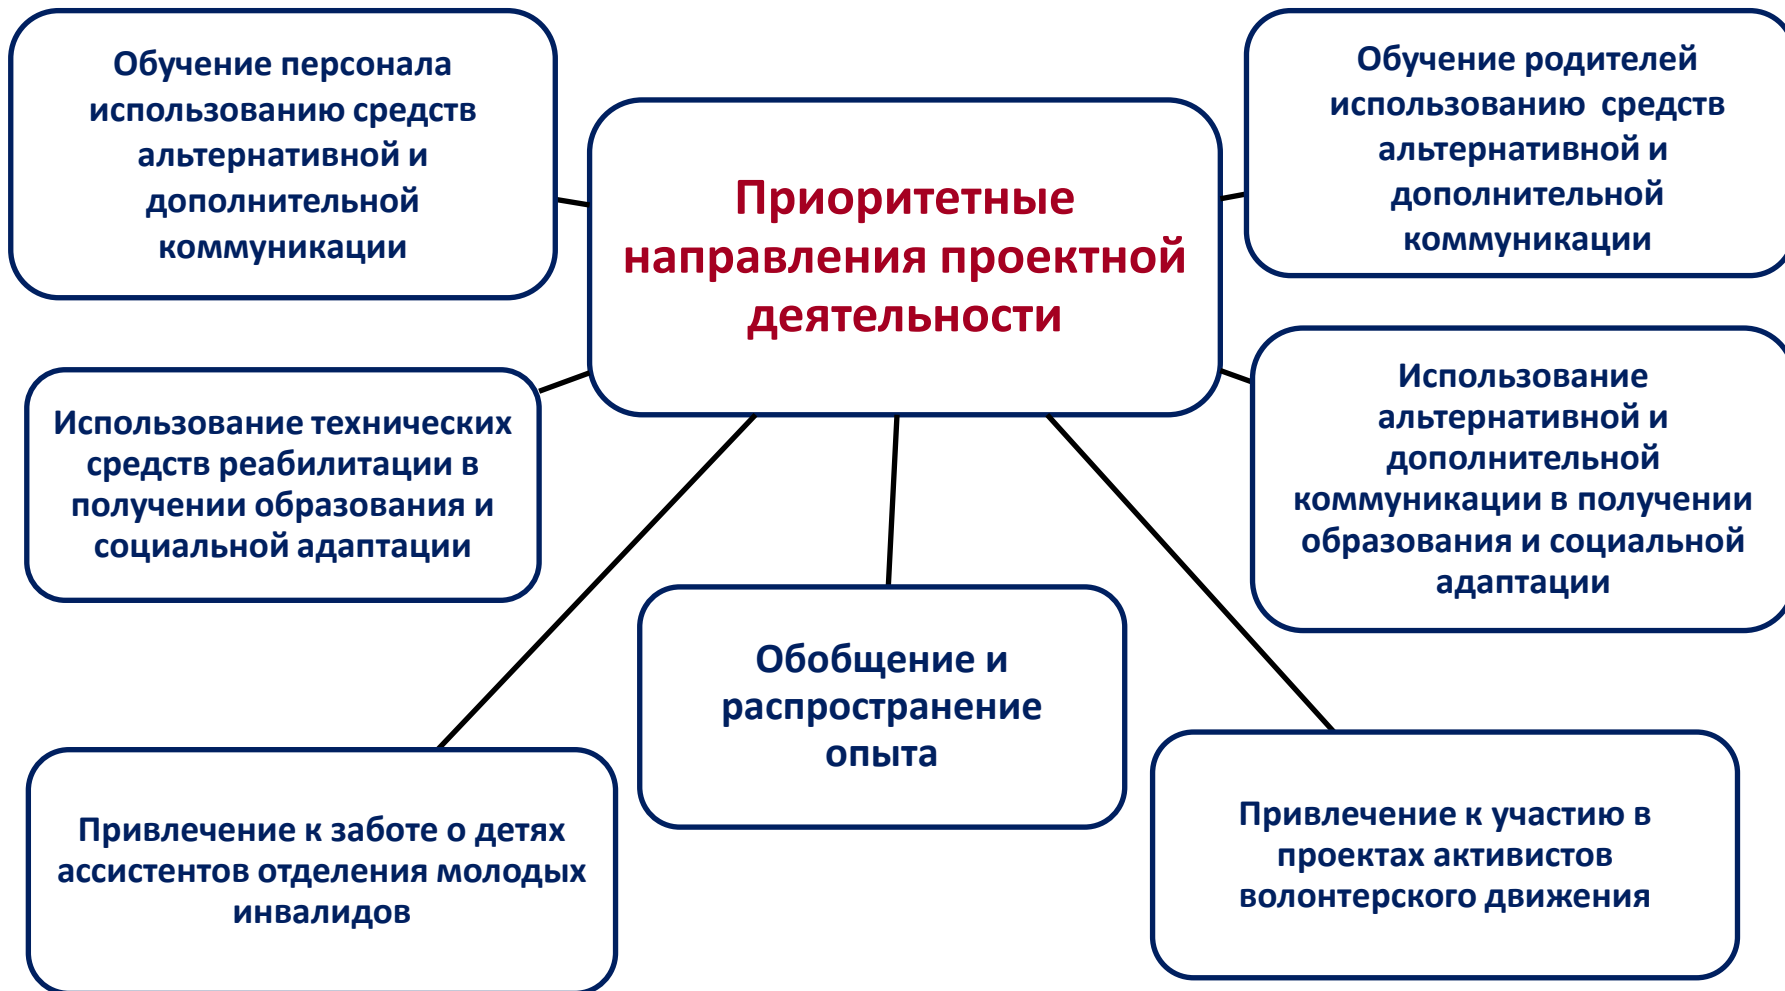 Обучение персонала
использованию средств
альтернативной и
дополнительной
коммуникации
Приоритетные
направления проектной
деятельности
Обучение родителей
использованию средств
альтернативной и
дополнительной
коммуникации
Использование технических
средств реабилитации в
получении образования и
социальной адаптации
Использование
альтернативной и
дополнительной
коммуникации в получении
образования и социальной
адаптации
Обобщение и
распространение
опыта
Привлечение к заботе о детях
ассистентов отделения молодых
инвалидов
Привлечение к участию в
проектах активистов
волонтерского движения